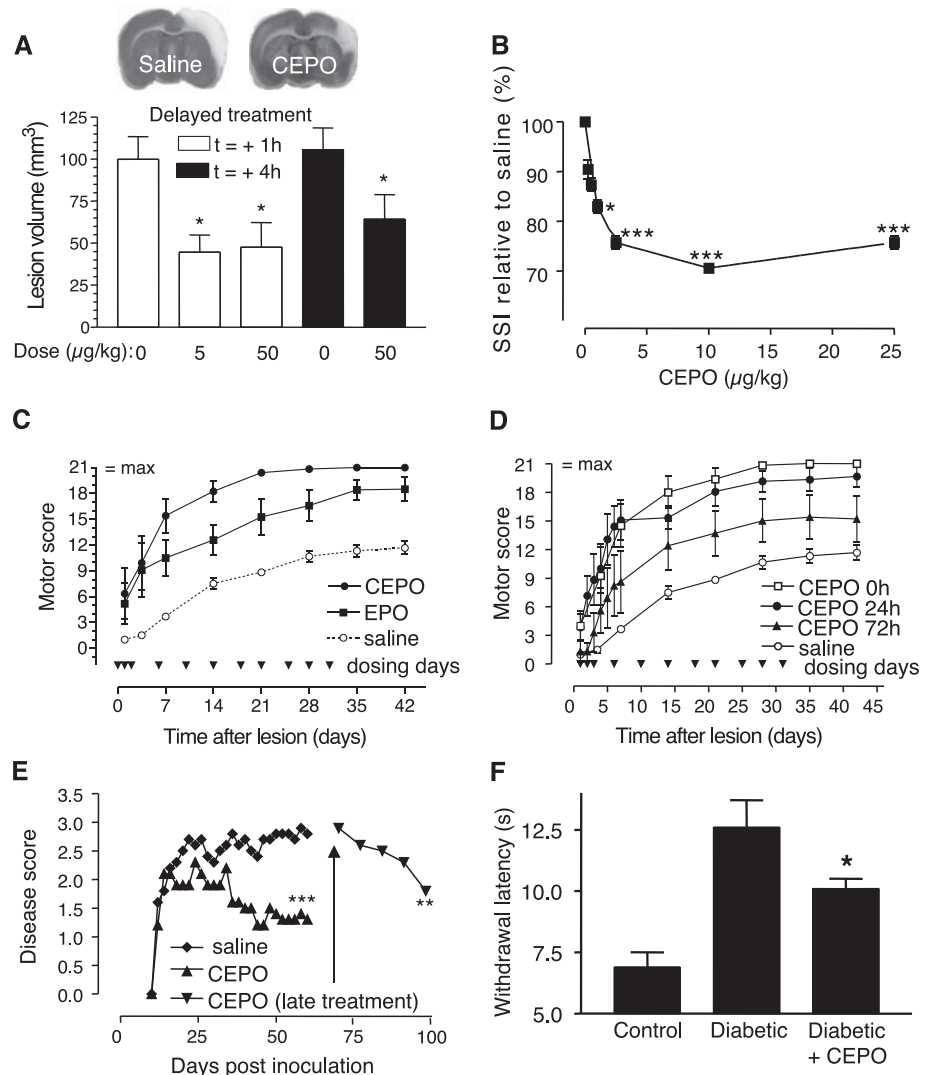 A
Saline
CEPO
Delayed treatment
t = + 1h
t = + 4h
Lesion volume (mm³)
125
100
75
50
25
0
* * *
Dose (µg/kg): 0 5 50 0 50
B
SSI relative to saline (%)
100
90
80
70
* *** *** ***
0 5 10 15 20 25
CEPO (µg/kg)
C
Motor score
21
18
15
12
9
6
3
0
= max
CEPO
EPO
saline
dosing days
0 7 14 21 28 35 42
Time after lesion (days)
D
Motor score
21
18
15
12
9
6
3
0
= max
CEPO 0h
CEPO 24h
CEPO 72h
saline
dosing days
0 5 10 15 20 25 30 35 40 45
Time after lesion (days)
E
Disease score
3.5
3.0
2.5
2.0
1.5
1.0
0.5
0.0
***
**
saline
CEPO
CEPO (late treatment)
0 25 50 75 100
Days post inoculation
F
Withdrawal latency (s)
12.5
10.0
7.5
5.0
*
Control Diabetic Diabetic
+ CEPO